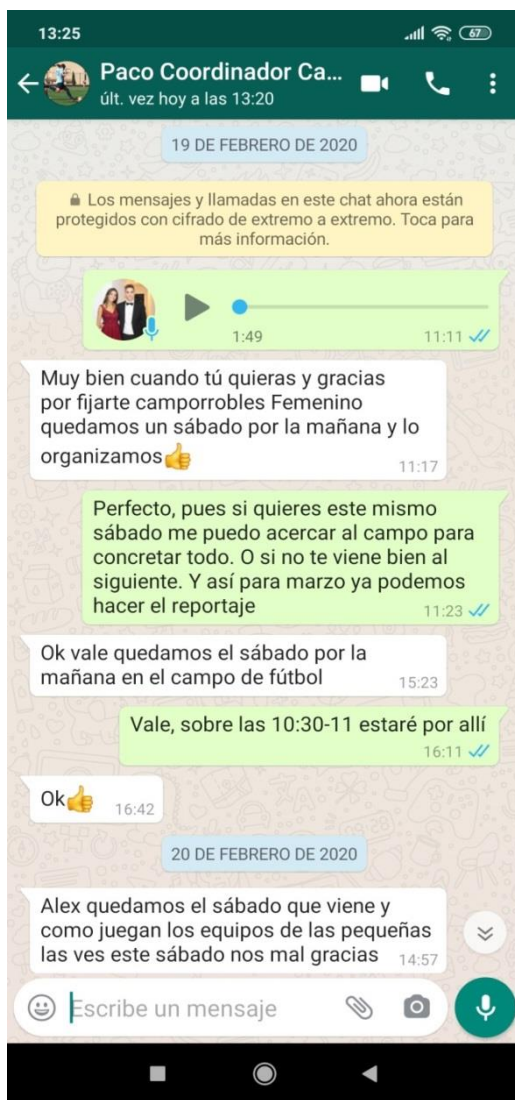 13:25
67
Paco Coordinador Ca...
últ. vez hoy a las 13:20
19 DE FEBRERO DE 2020
Los mensajes y llamadas en este chat ahora están
protegidos con cifrado de extremo a extremo. Toca para
más información.
1:49
11:11
Muy bien cuando tú quieras y gracias
por fijarte camporrobles Femenino
quedamos un sábado por la mañana y lo
organizamos👍
11:17
Perfecto, pues si quieres este mismo
sábado me puedo acercar al campo para
concretar todo. O si no te viene bien al
siguiente. Y así para marzo ya podemos
hacer el reportaje
11:23
Ok vale quedamos el sábado por la
mañana en el campo de fútbol
15:23
Vale, sobre las 10:30-11 estaré por allí
16:11
Ok👍
16:42
20 DE FEBRERO DE 2020
Alex quedamos el sábado que viene y
como juegan los equipos de las pequeñas
las ves este sábado nos mal gracias
14:57
Escribe un mensaje